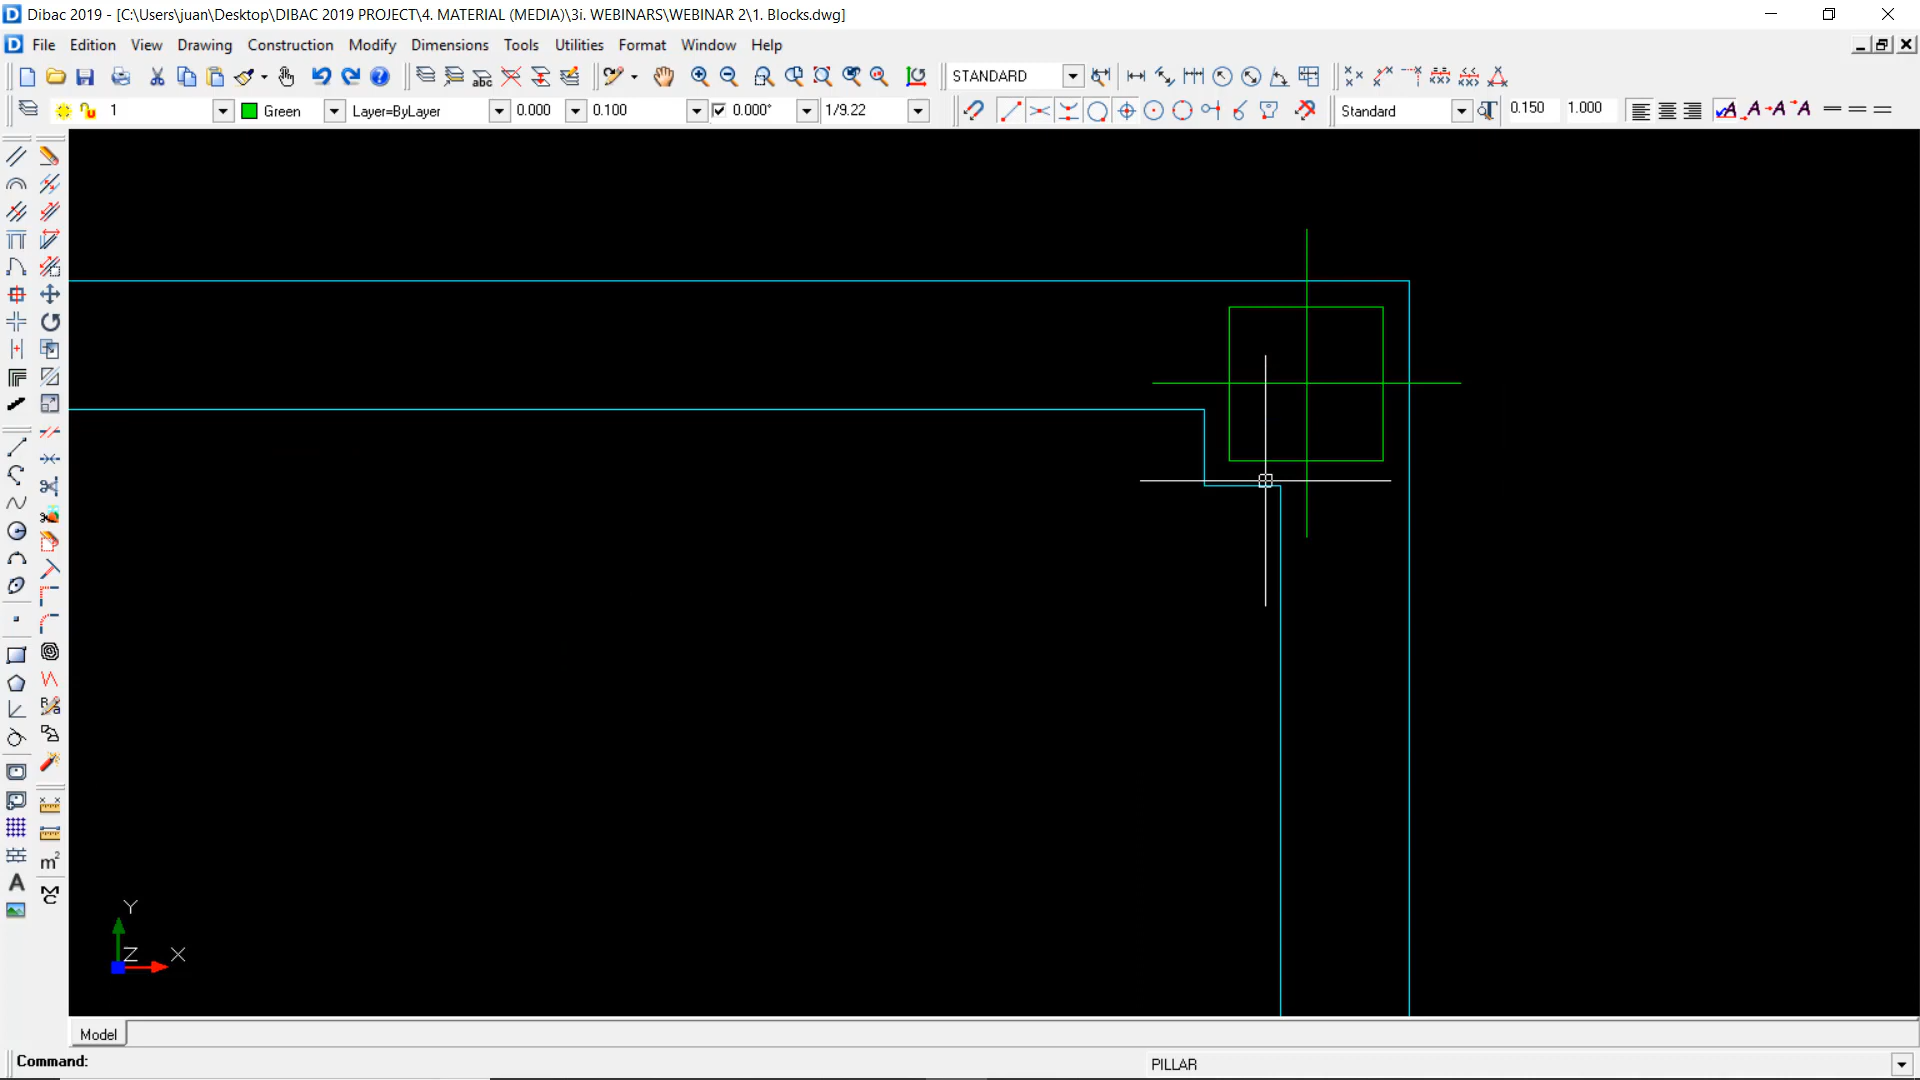 Dibac 2019 - [C:\Users\juan\Desktop\DIBAC 2019 PROJECT\4. MATERIAL (MEDIA)\3i. WEBINARS\WEBINAR 2\1. Blocks.dwg]
File Edition View Drawing Construction Modify Dimensions Tools Utilities Format Window Help
STANDARD
1 Green Layer=ByLayer 0.000 0.100 0.000° 1/9.22 Standard 0.150 1.000
m²
A
MC
Y
Z X
Model
Command: PILLAR